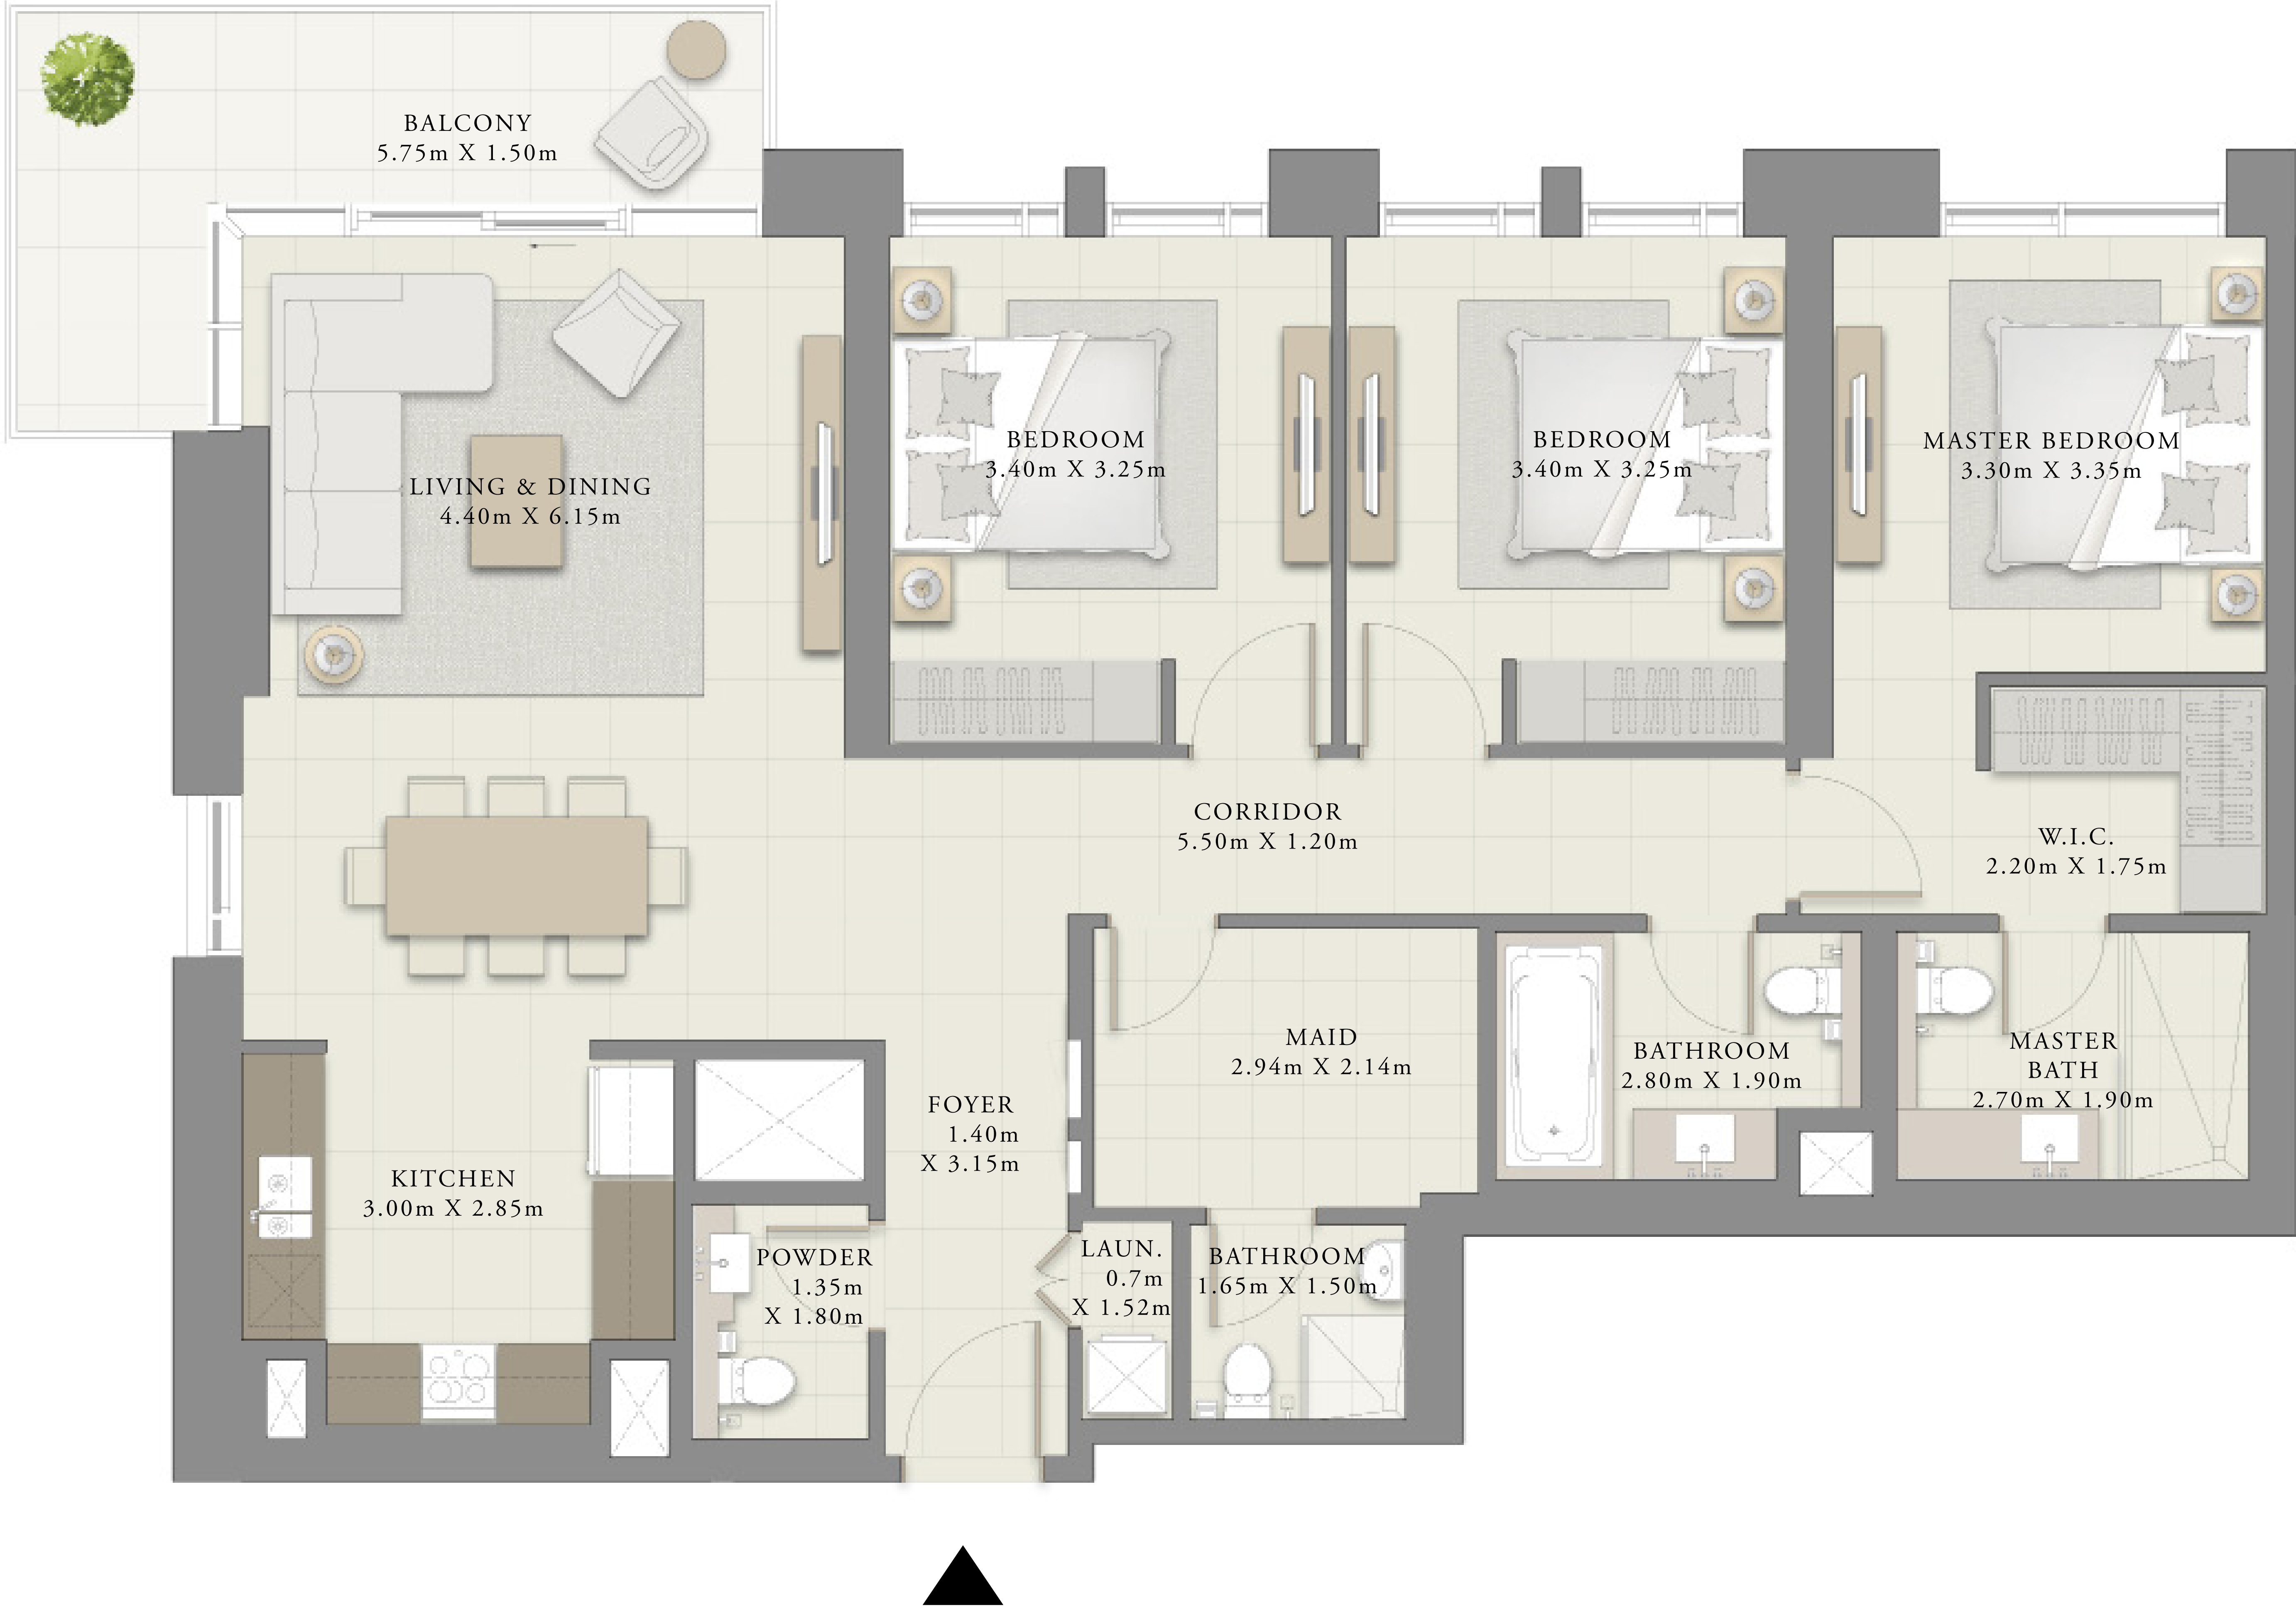 BALCONY
5.75m X 1.50m
LIVING & DINING
4.40m X 6.15m
BEDROOM
3.40m X 3.25m
BEDROOM
3.40m X 3.25m
MASTER BEDROOM
3.30m X 3.35m
CORRIDOR
5.50m X 1.20m
W.I.C.
2.20m X 1.75m
MAID
2.94m X 2.14m
BATHROOM
2.80m X 1.90m
MASTER
BATH
2.70m X 1.90m
FOYER
1.40m
X 3.15m
KITCHEN
3.00m X 2.85m
POWDER
1.35m
X 1.80m
LAUN.
0.7m
X 1.52m
BATHROOM
1.65m X 1.50m